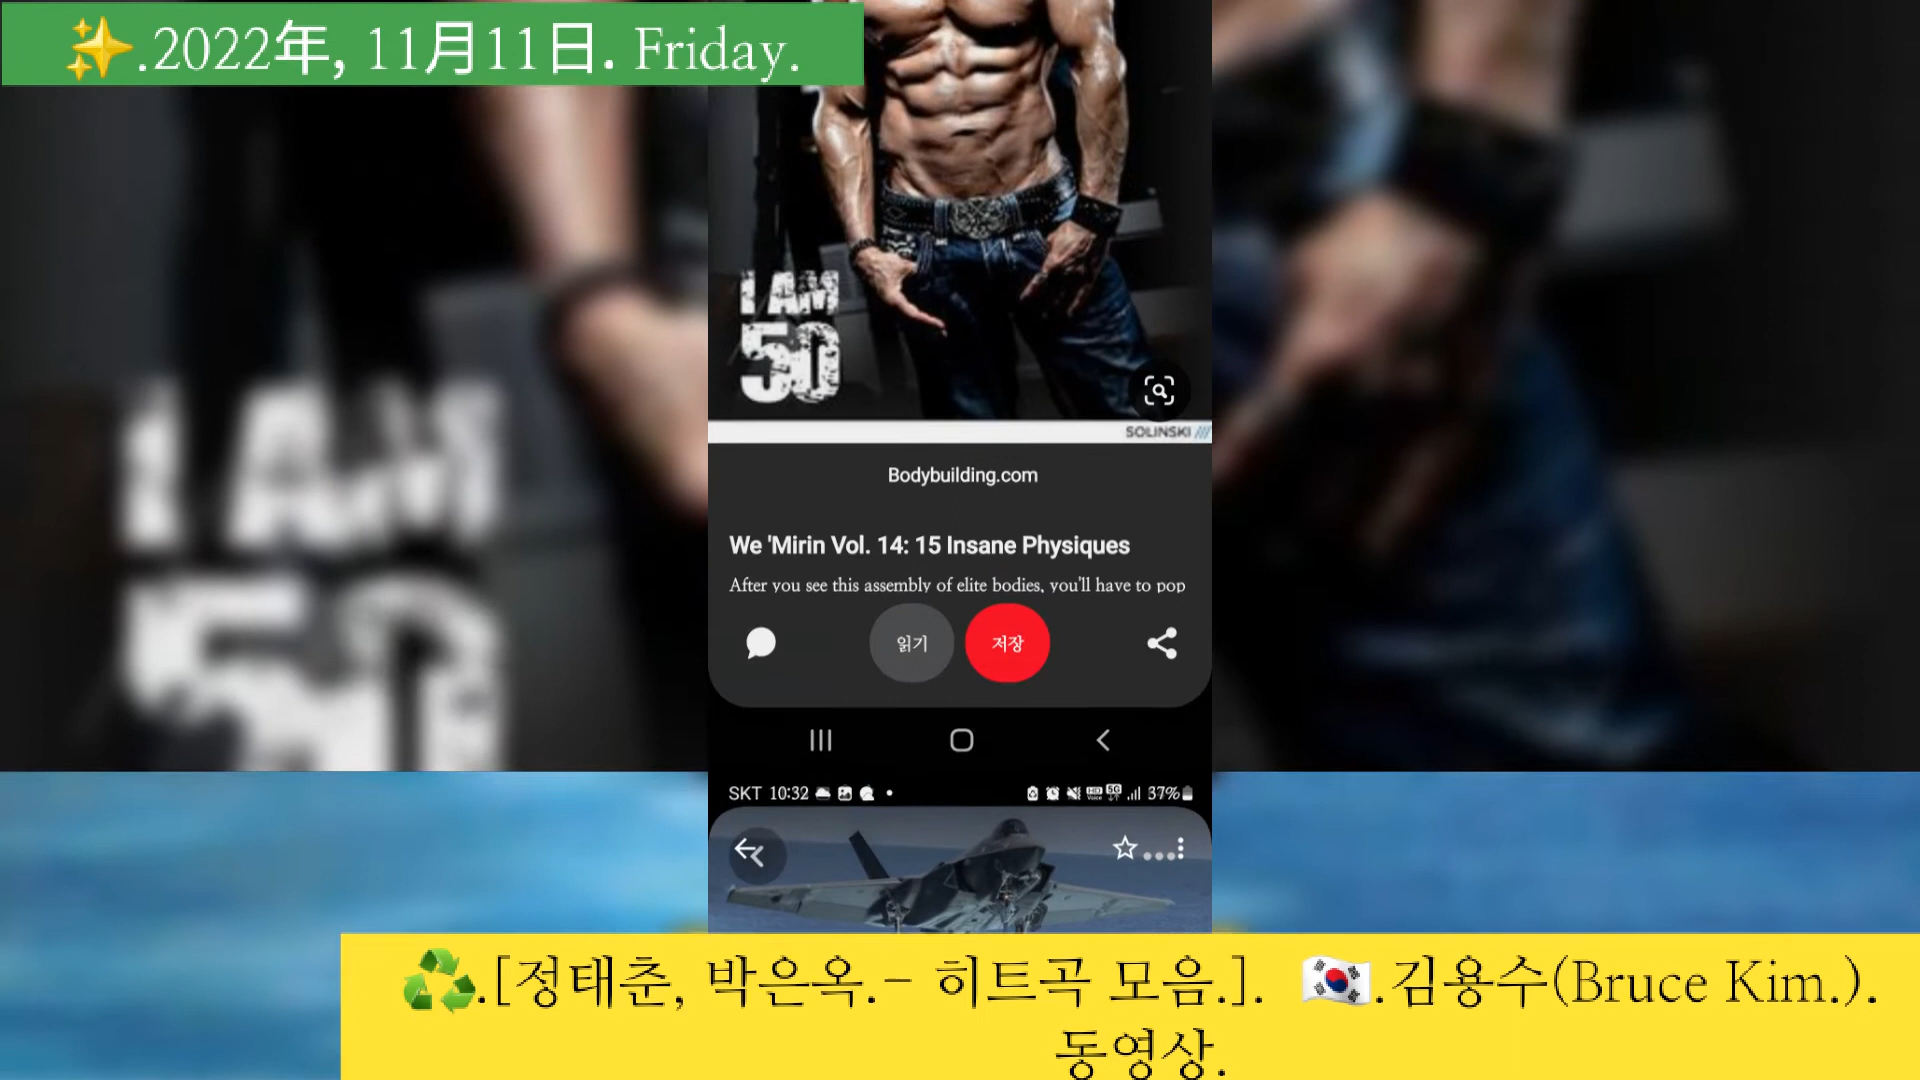 ✨.2022年, 11月11日. Friday.
I AM
50
SOLINSKI ///
Bodybuilding.com
We 'Mirin Vol. 14: 15 Insane Physiques
After you see this assembly of elite bodies, you'll have to pop
읽기 저장
SKT 10:32 37%
I AM
50
♻️.[정태춘, 박은옥.- 히트곡 모음.]. 🇰🇷.김용수(Bruce Kim.).
동영상.